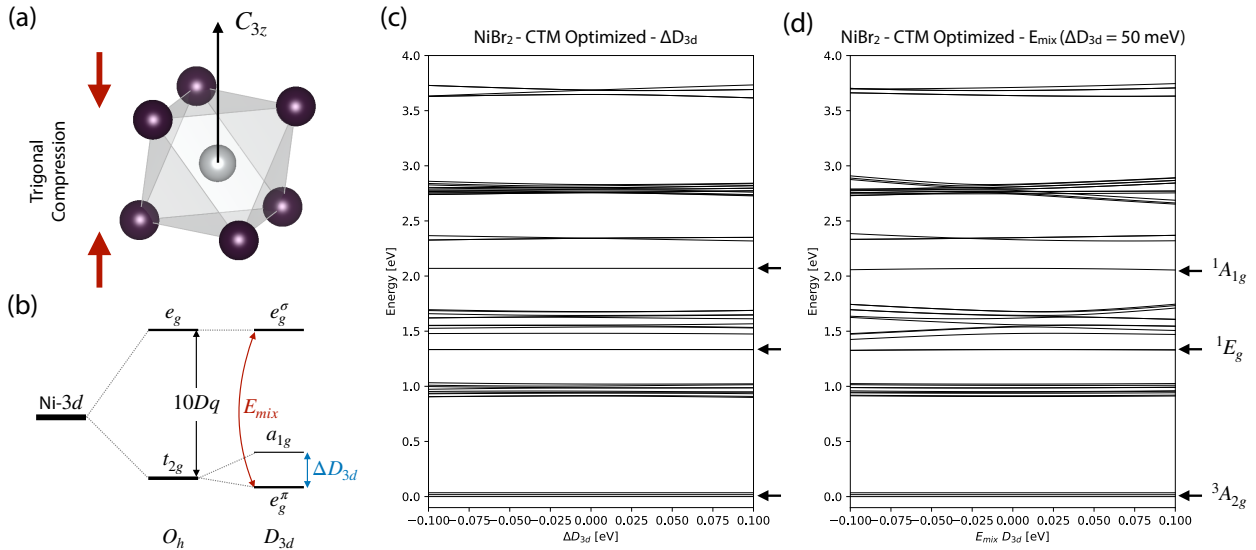 (a)
C3z
Trigonal
Compression
(b)
eg
egσ
Ni-3d
10Dq
Emix
a1g
t2g
ΔD3d
egπ
Oh
D3d
(c)
NiBr2 - CTM Optimized - ΔD3d
4.0
3.5
3.0
2.5
2.0
1.5
1.0
0.5
0.0
Energy [eV]
−0.100 −0.075 −0.050 −0.025 0.000 0.025 0.050 0.075 0.100
ΔD3d [eV]
(d)
NiBr2 - CTM Optimized - Emix (ΔD3d = 50 meV)
4.0
3.5
3.0
2.5
2.0
1.5
1.0
0.5
0.0
Energy [eV]
−0.100 −0.075 −0.050 −0.025 0.000 0.025 0.050 0.075 0.100
Emix D3d [eV]
1A1g
1Eg
3A2g